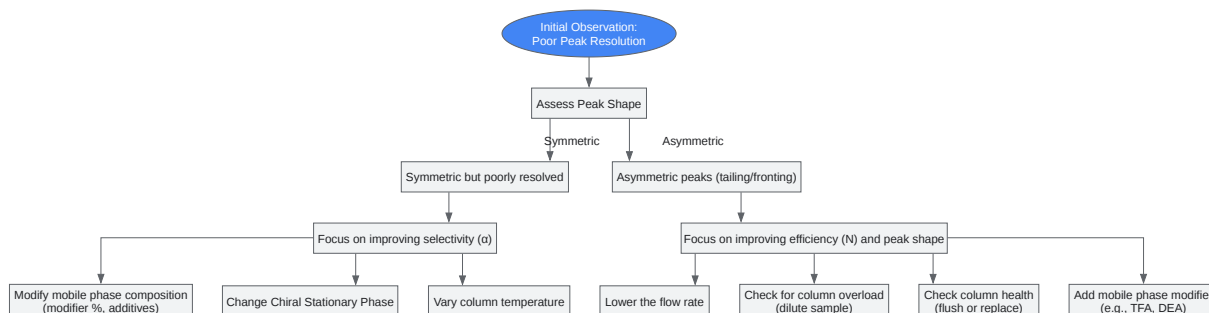 Initial Observation:
Poor Peak Resolution
Assess Peak Shape
Symmetric
Asymmetric
Symmetric but poorly resolved
Asymmetric peaks (tailing/fronting)
Focus on improving selectivity (α)
Focus on improving efficiency (N) and peak shape
Modify mobile phase composition
(modifier %, additives)
Change Chiral Stationary Phase
Vary column temperature
Lower the flow rate
Check for column overload
(dilute sample)
Check column health
(flush or replace)
Add mobile phase modifie
(e.g., TFA, DEA)